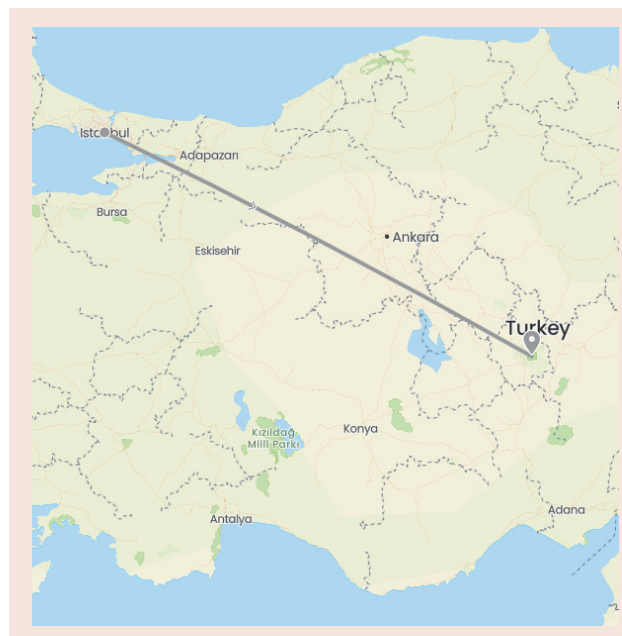 Istanbul
Adapazarı
Bursa
Ankara
Eskisehir
Turkey
Kızıldağ
Milli Parkı
Konya
Antalya
Adana